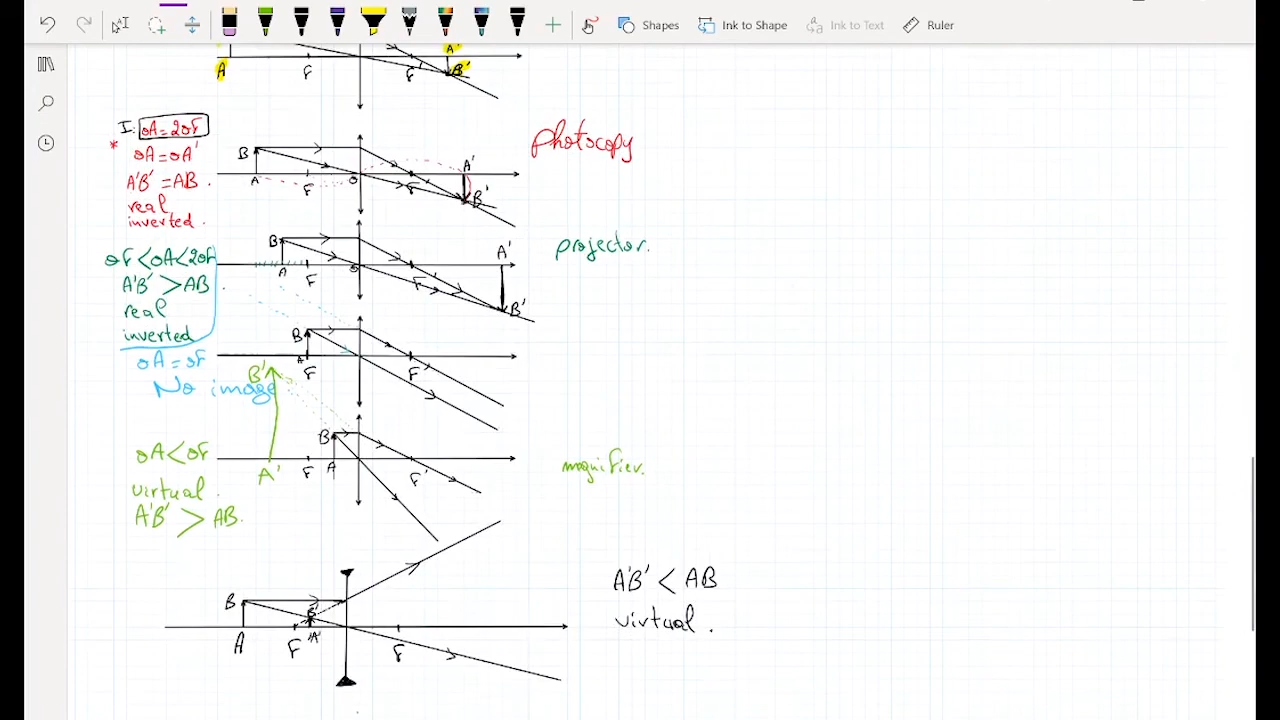 Shapes
Ink to Shape
Ink to Text
Ruler
A F F' A' B'
I: OA = 2OF
* OA = OA'
A'B' = AB.
real
inverted.
B A F O F' A' B'
photocopy
OF < OA < 2OF
A'B' > AB.
real
inverted
B A F O F' A' B'
projector.
OA = OF
No image
B A F F'
OA < OF
virtual.
A'B' > AB.
B' A' F B A F'
magnifier.
B A F B' A' F
A'B' < AB
virtual.